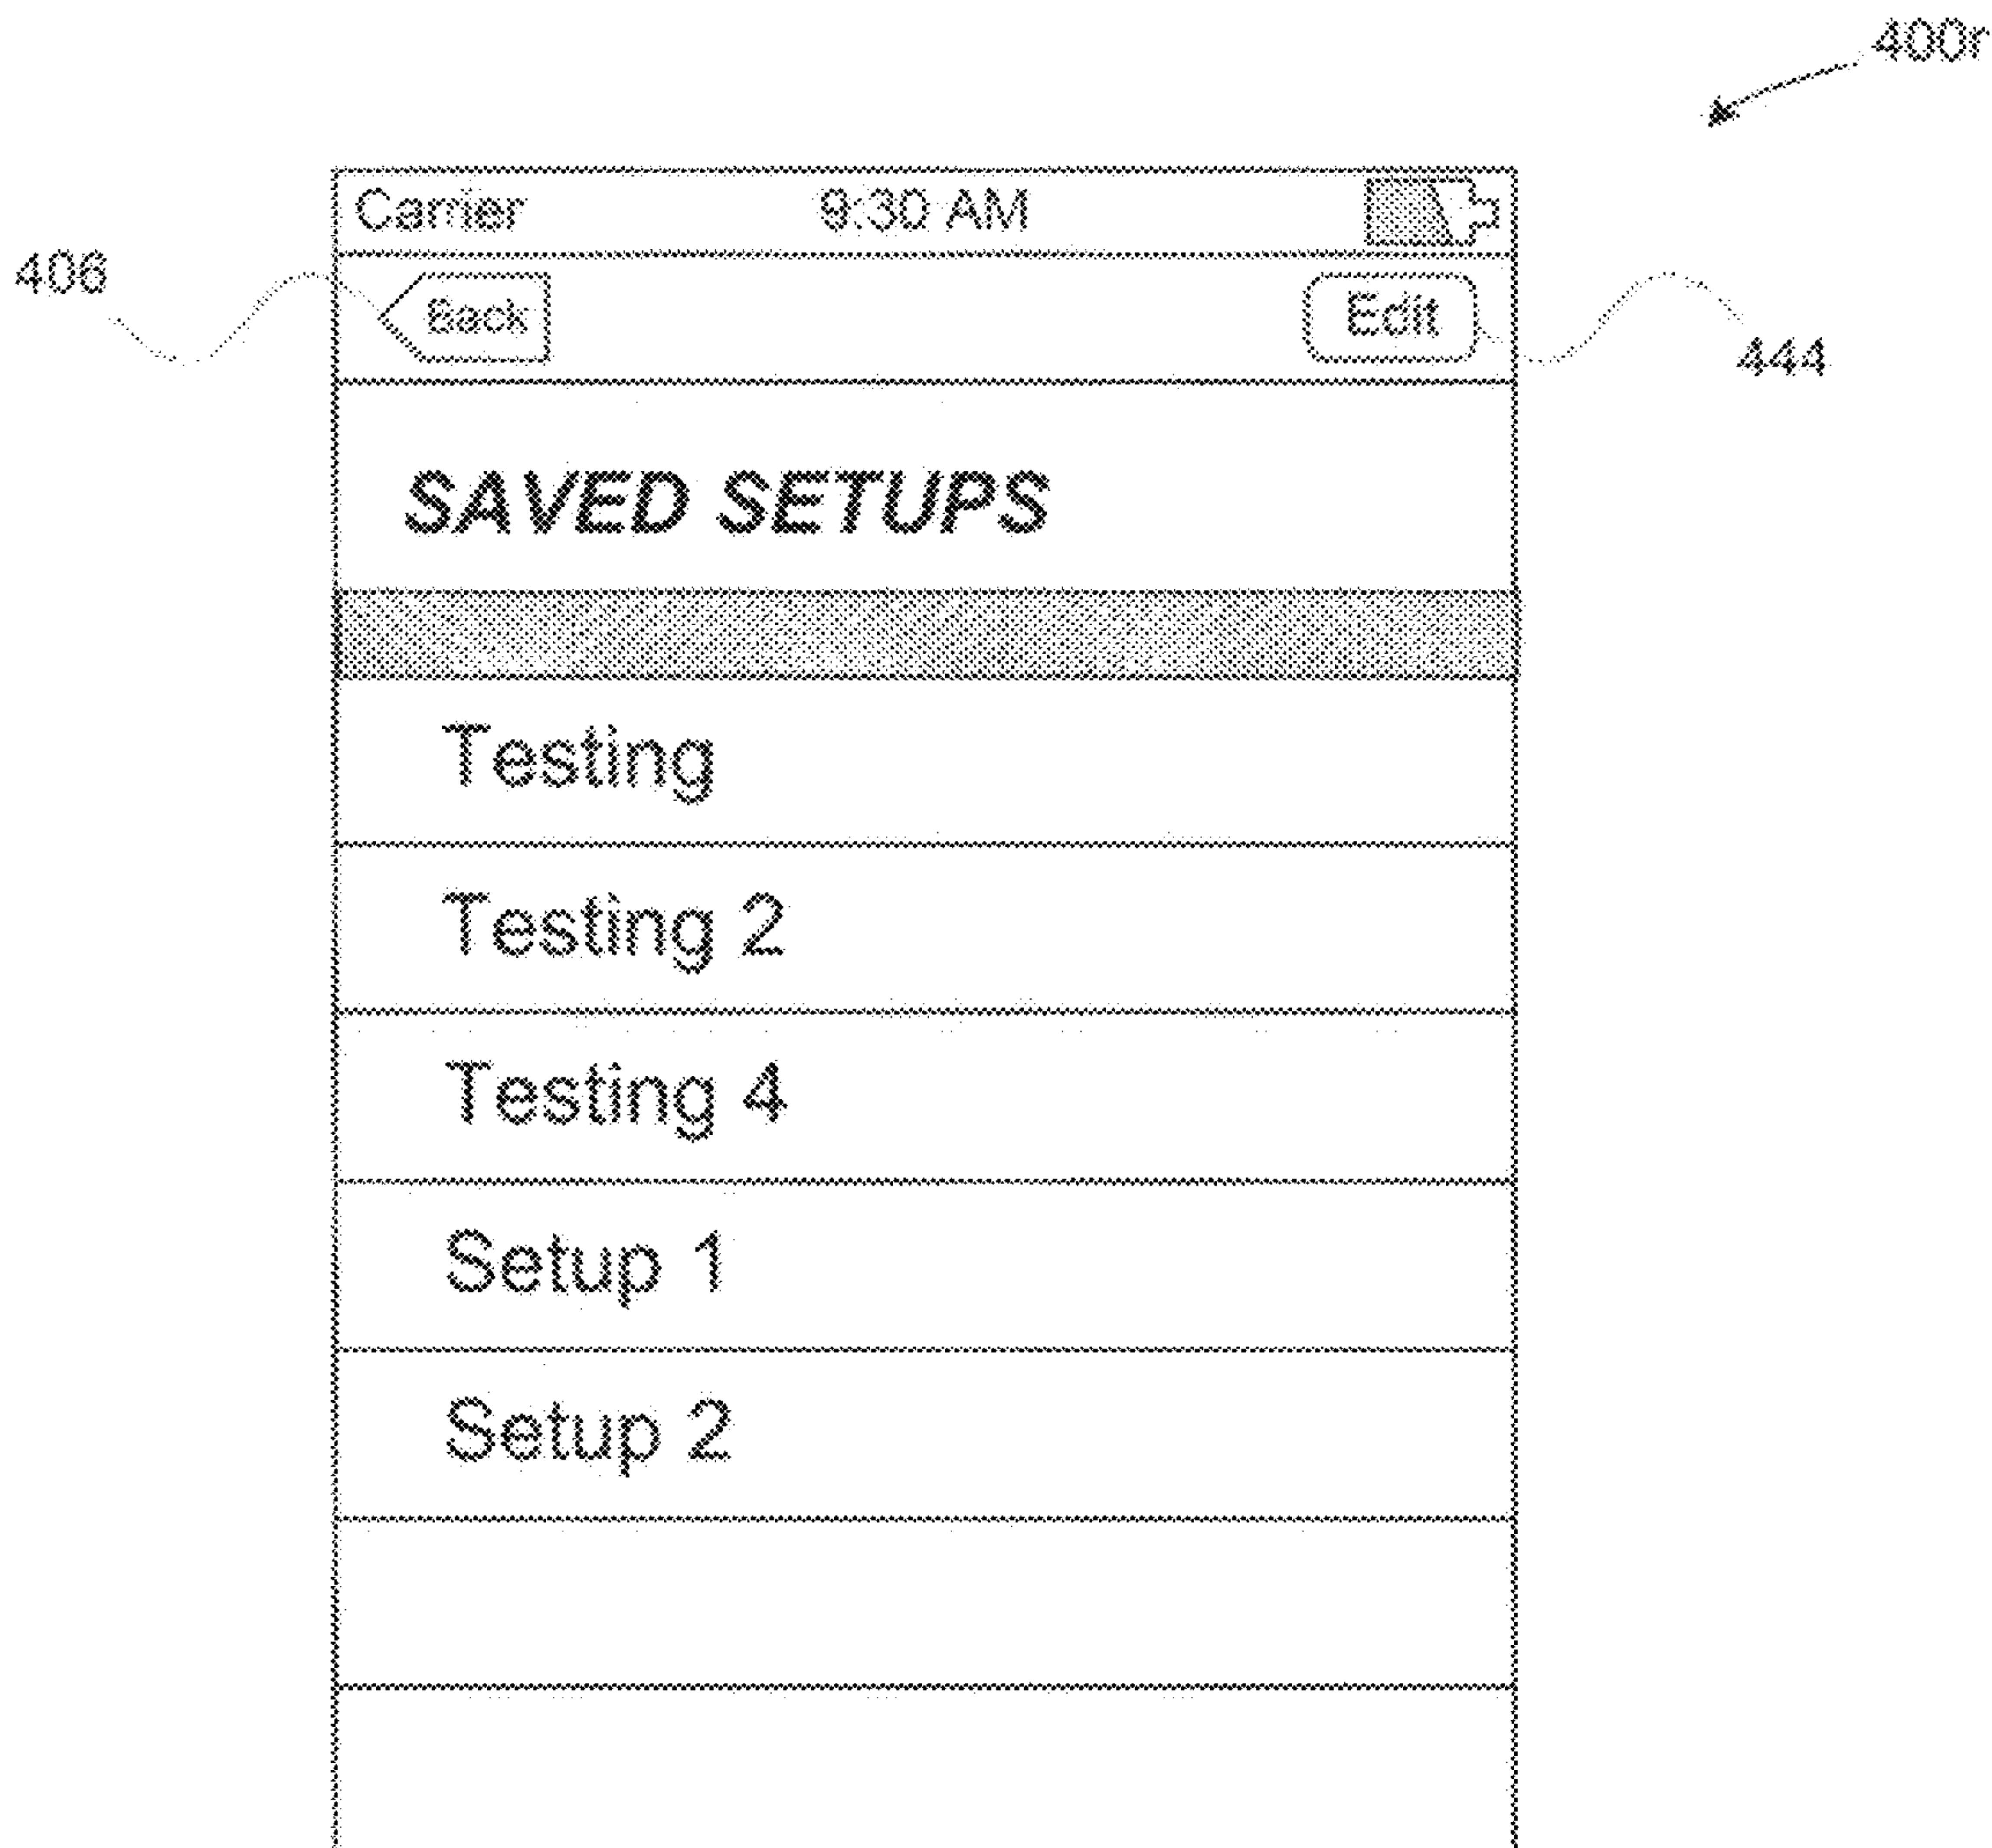 400r
Carrier 9:30 AM
406 Back Edit 444
SAVED SETUPS
Testing
Testing 2
Testing 4
Setup 1
Setup 2